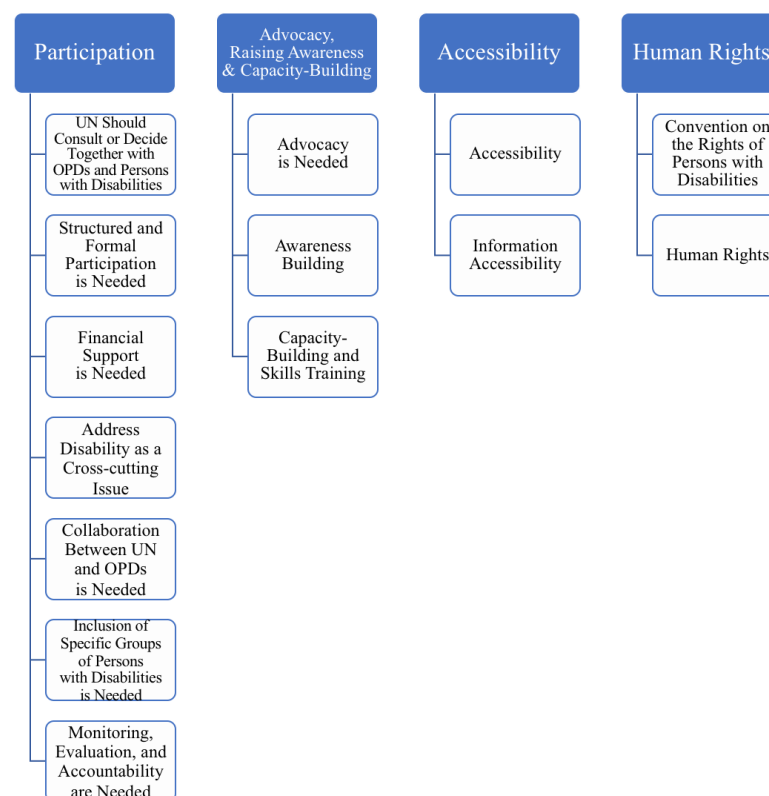 Participation
UN Should
Consult or Decide
Together with
OPDs and Persons
with Disabilities
Structured and
Formal
Participation
is Needed
Financial
Support
is Needed
Address
Disability as a
Cross-cutting
Issue
Collaboration
Between UN
and OPDs
is Needed
Inclusion of
Specific Groups
of Persons
with Disabilities
is Needed
Monitoring,
Evaluation, and
Accountability
are Needed
Advocacy,
Raising Awareness
& Capacity-Building
Advocacy
is Needed
Awareness
Building
Capacity-
Building and
Skills Training
Accessibility
Accessibility
Information
Accessibility
Human Rights
Convention on
the Rights of
Persons with
Disabilities
Human Rights